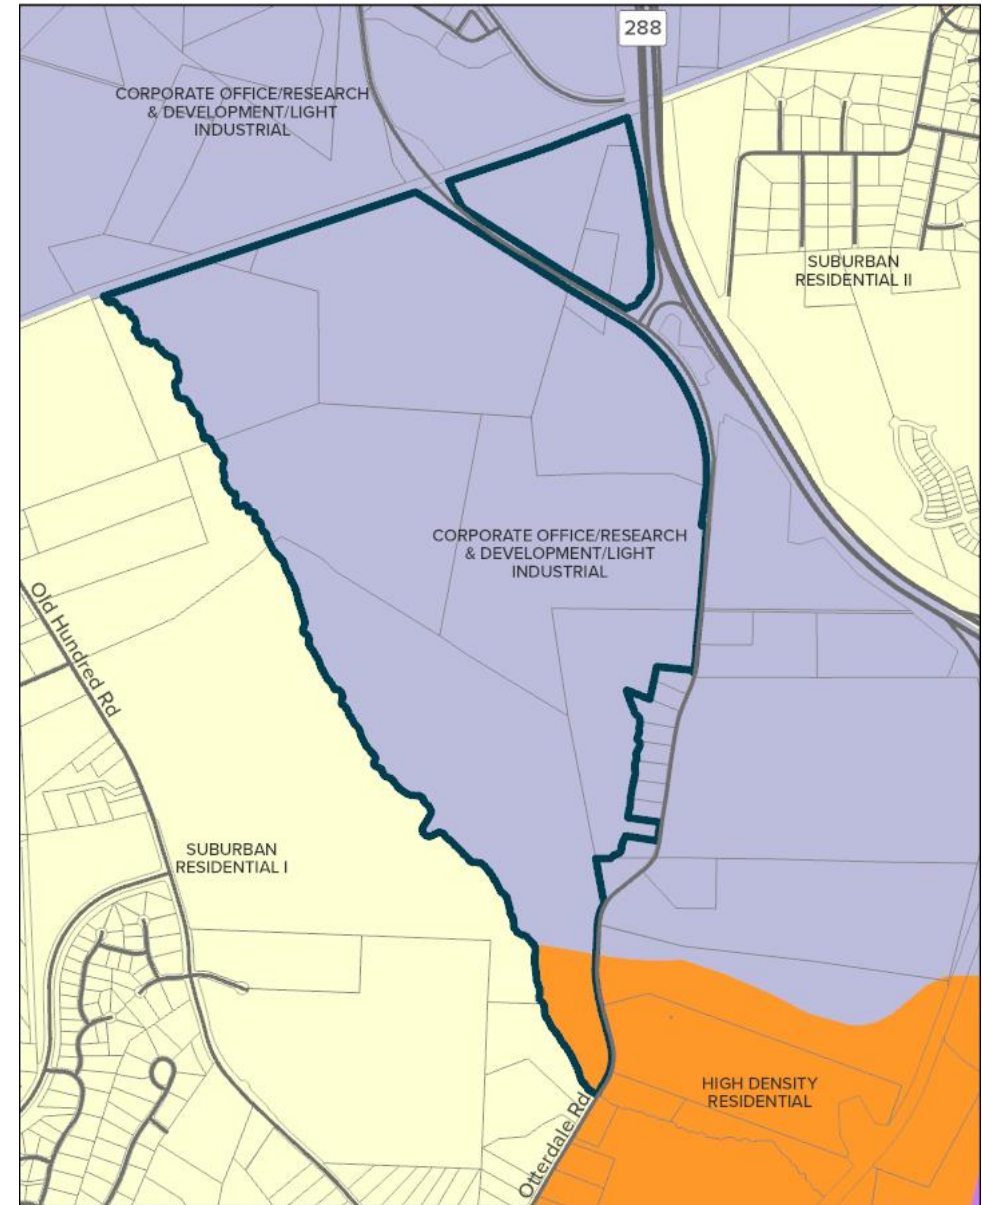 288
CORPORATE OFFICE/RESEARCH
& DEVELOPMENT/LIGHT
INDUSTRIAL
SUBURBAN
RESIDENTIAL II
CORPORATE OFFICE/RESEARCH
& DEVELOPMENT/LIGHT
INDUSTRIAL
Old Hundred Rd
SUBURBAN
RESIDENTIAL I
HIGH DENSITY
RESIDENTIAL
Otterdale Rd